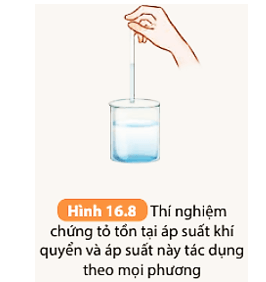 Hình 16.8 Thí nghiệm
chứng tỏ tồn tại áp suất khí
quyển và áp suất này tác dụng
theo mọi phương